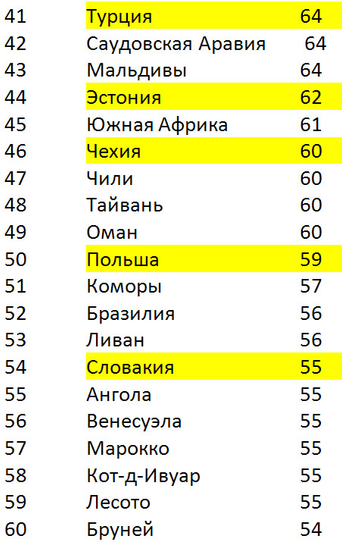 41 Турция 64
42 Саудовская Аравия 64
43 Мальдивы 64
44 Эстония 62
45 Южная Африка 61
46 Чехия 60
47 Чили 60
48 Тайвань 60
49 Оман 60
50 Польша 59
51 Коморы 57
52 Бразилия 56
53 Ливан 56
54 Словакия 55
55 Ангола 55
56 Венесуэла 55
57 Марокко 55
58 Кот-д-Ивуар 55
59 Лесото 55
60 Бруней 54